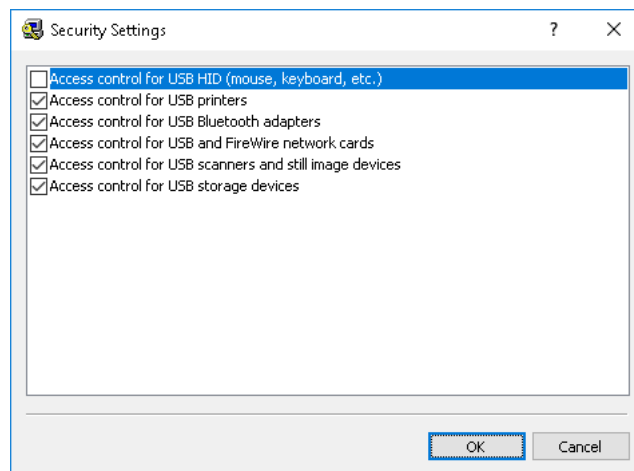 Security Settings
Access control for USB HID (mouse, keyboard, etc.)
Access control for USB printers
Access control for USB Bluetooth adapters
Access control for USB and FireWire network cards
Access control for USB scanners and still image devices
Access control for USB storage devices
OK Cancel